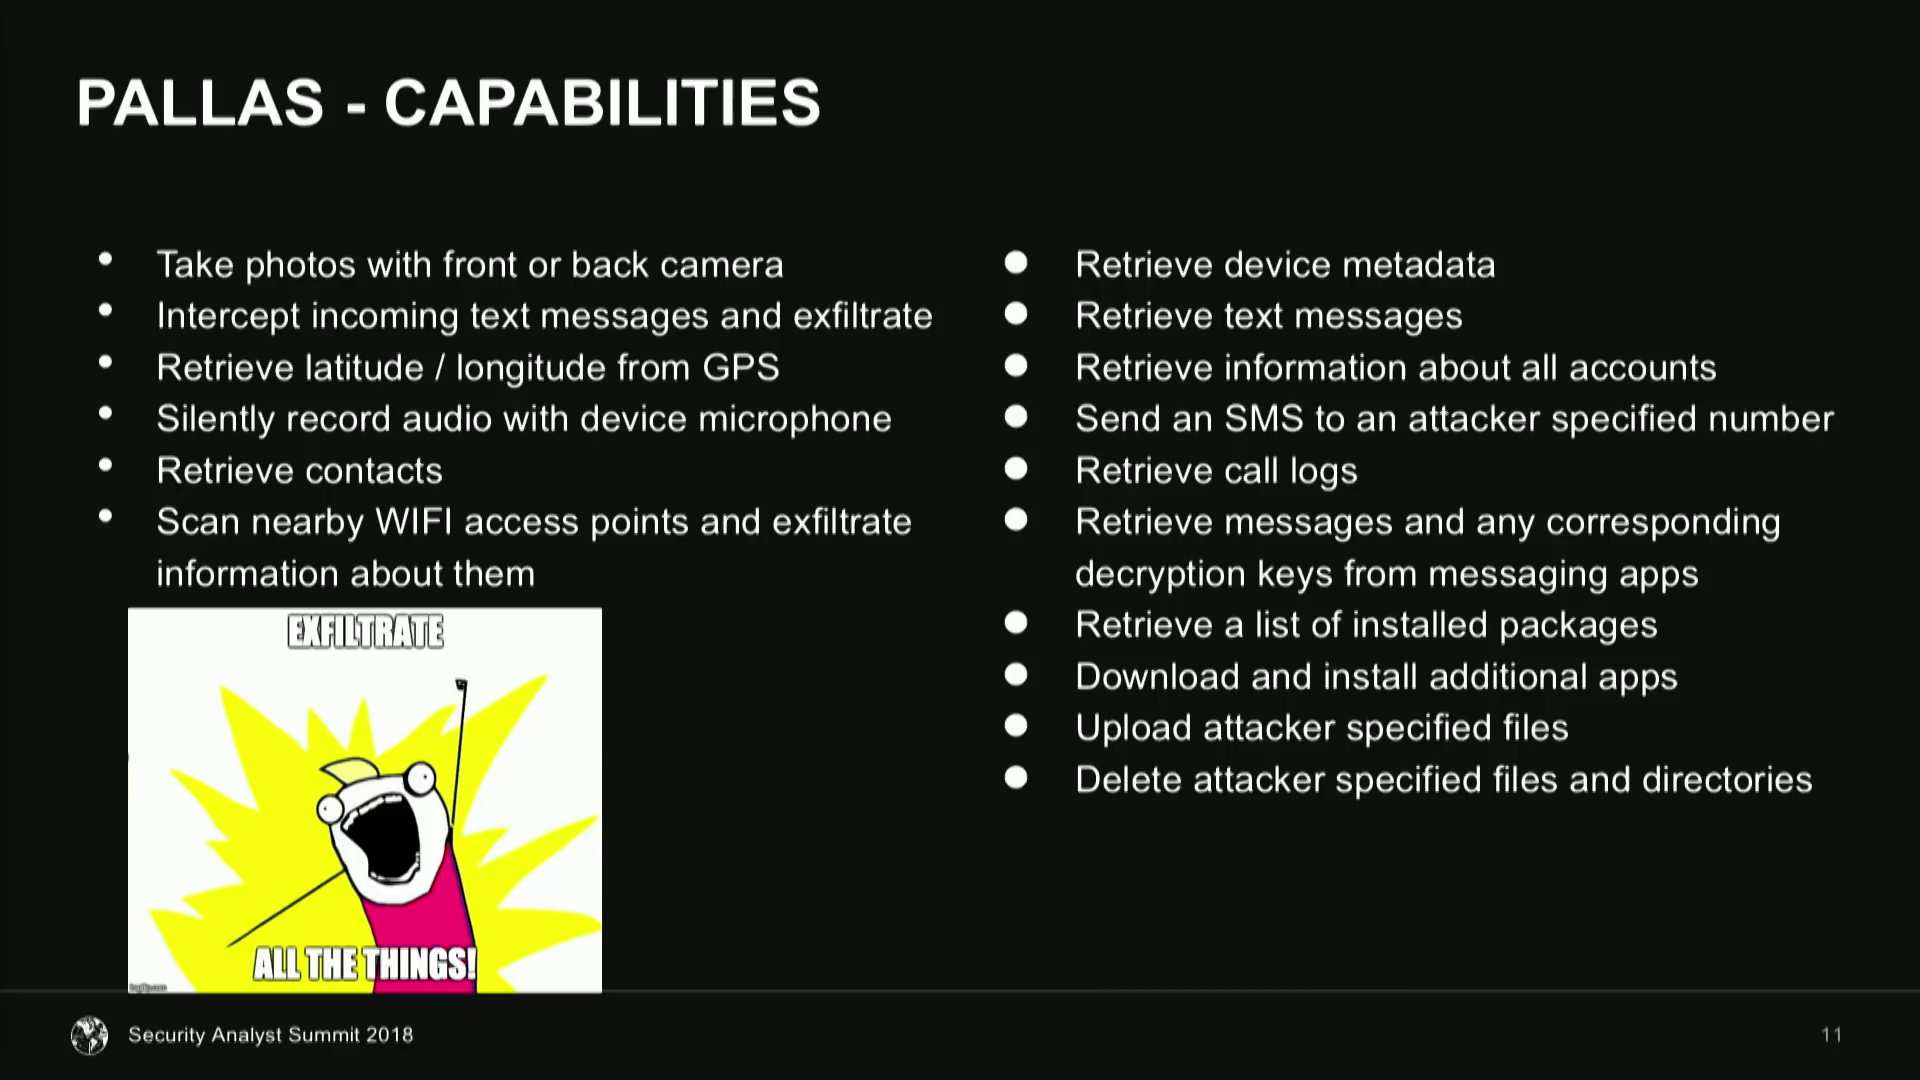 PALLAS - CAPABILITIES
Take photos with front or back camera
Intercept incoming text messages and exfiltrate
Retrieve latitude / longitude from GPS
Silently record audio with device microphone
Retrieve contacts
Scan nearby WIFI access points and exfiltrate
information about them
EXFILTRATE
ALL THE THINGS!
imgflip.com
Retrieve device metadata
Retrieve text messages
Retrieve information about all accounts
Send an SMS to an attacker specified number
Retrieve call logs
Retrieve messages and any corresponding
decryption keys from messaging apps
Retrieve a list of installed packages
Download and install additional apps
Upload attacker specified files
Delete attacker specified files and directories
Security Analyst Summit 2018
11